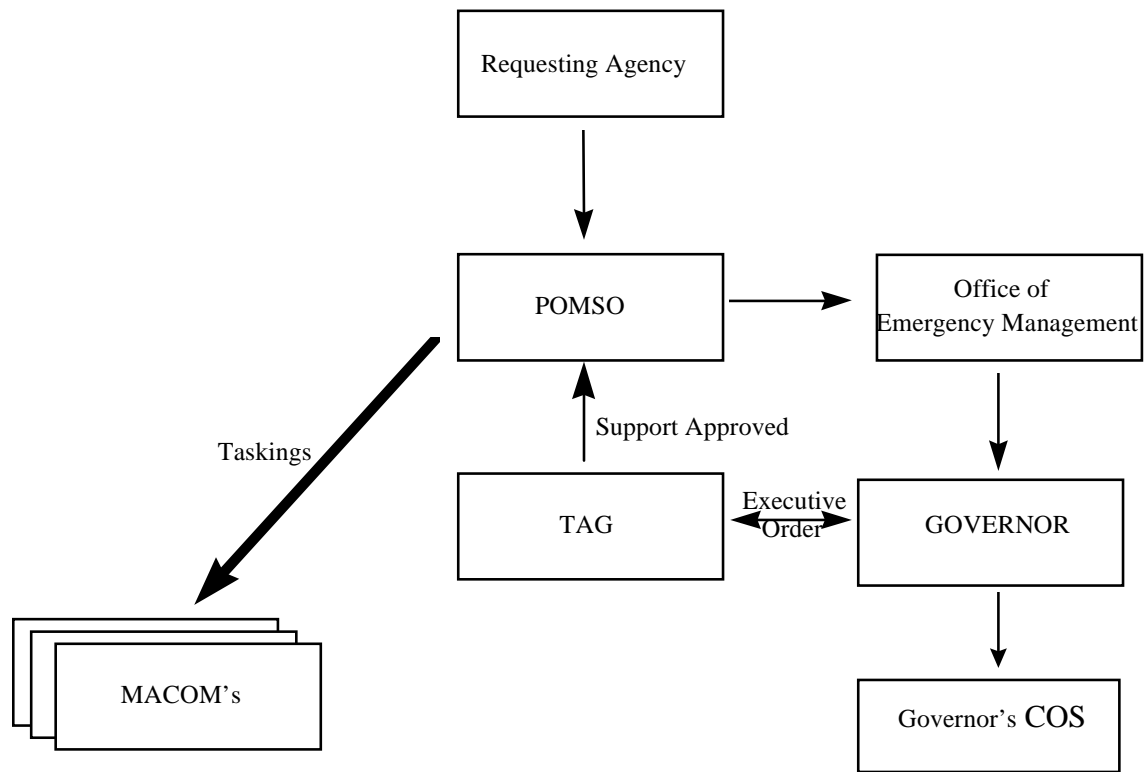 Requesting Agency
POMSO
Office of
Emergency Management
Support Approved
Taskings
TAG
Executive
Order
GOVERNOR
MACOM’s
Governor’s COS